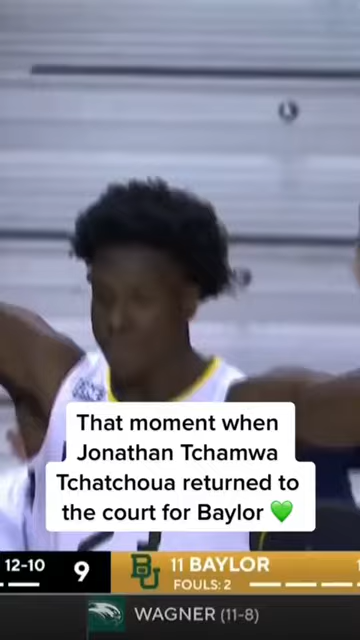 That moment when
Jonathan Tchamwa
Tchatchoua returned to
the court for Baylor 💚
12-10 9 BU 11 BAYLOR
FOULS: 2
WAGNER (11-8)